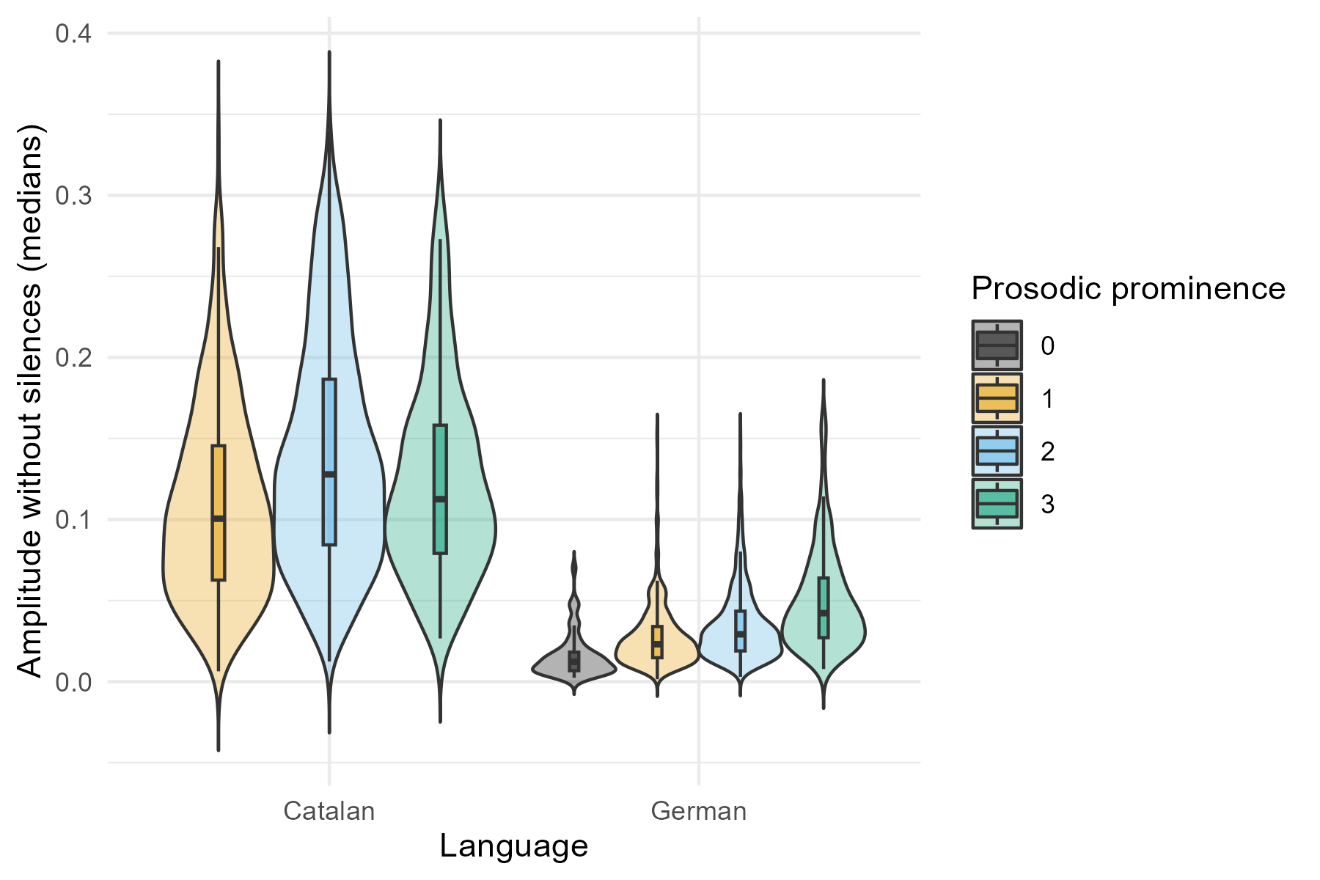 Amplitude without silences (medians)
0.4
0.3
0.2
0.1
0.0
Catalan
German
Language
Prosodic prominence
0
1
2
3